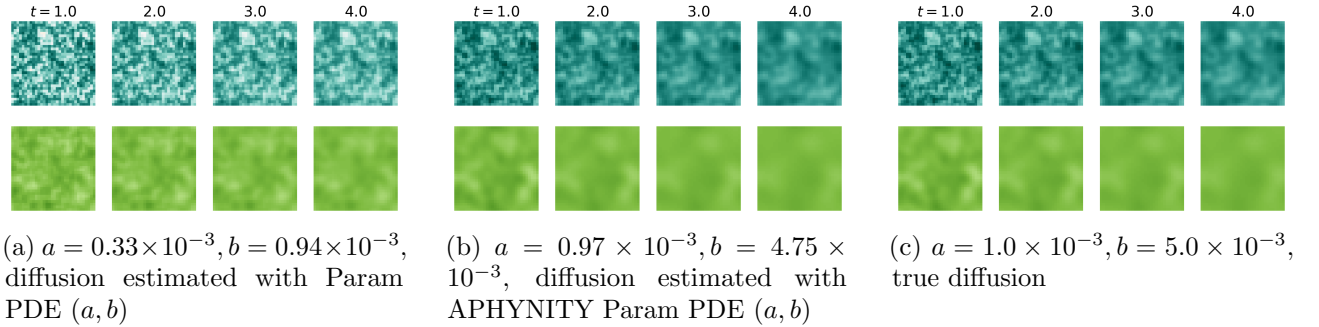 t = 1.0 2.0 3.0 4.0
(a) a = 0.33×10⁻³, b = 0.94×10⁻³,
diffusion estimated with Param
PDE (a, b)
t = 1.0 2.0 3.0 4.0
(b) a = 0.97 × 10⁻³, b = 4.75 ×
10⁻³, diffusion estimated with
APHYNITY Param PDE (a, b)
t = 1.0 2.0 3.0 4.0
(c) a = 1.0 × 10⁻³, b = 5.0 × 10⁻³,
true diffusion